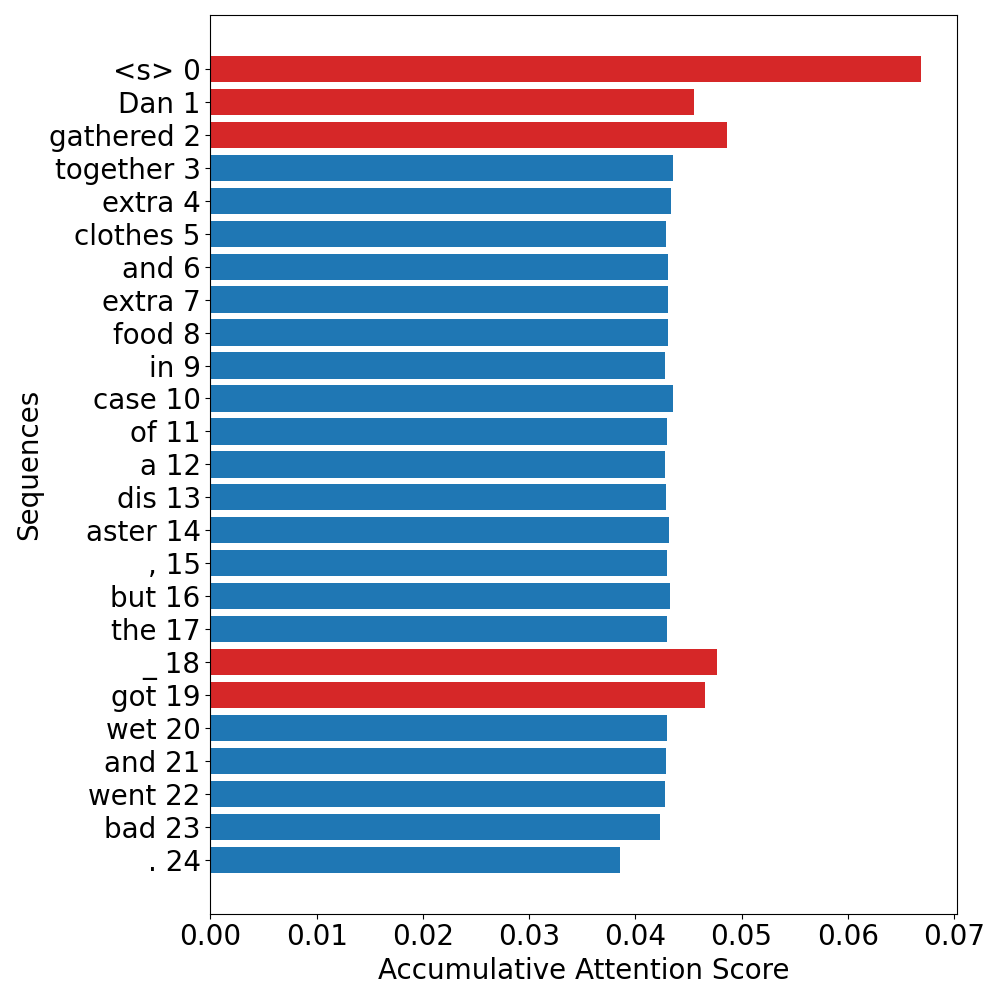 <s> 0
Dan 1
gathered 2
together 3
extra 4
clothes 5
and 6
extra 7
food 8
in 9
case 10
of 11
a 12
dis 13
aster 14
, 15
but 16
the 17
_ 18
got 19
wet 20
and 21
went 22
bad 23
. 24
Sequences
0.00 0.01 0.02 0.03 0.04 0.05 0.06 0.07
Accumulative Attention Score